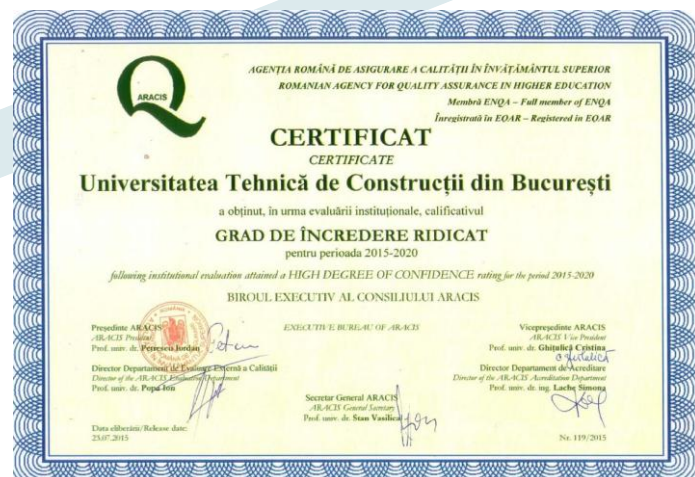 ARACIS
AGENȚIA ROMÂNĂ DE ASIGURARE A CALITĂȚII ÎN ÎNVĂȚĂMÂNTUL SUPERIOR
ROMANIAN AGENCY FOR QUALITY ASSURANCE IN HIGHER EDUCATION
Membră ENQA – Full member of ENQA
Înregistrată în EQAR – Registered in EQAR
CERTIFICAT
CERTIFICATE
Universitatea Tehnică de Construcții din București
a obținut, în urma evaluării instituționale, calificativul
GRAD DE ÎNCREDERE RIDICAT
pentru perioada 2015-2020
following institutional evaluation attained a HIGH DEGREE OF CONFIDENCE rating for the period 2015-2020
BIROUL EXECUTIV AL CONSILIULUI ARACIS
EXECUTIVE BUREAU OF ARACIS
Președinte ARACIS
ARACIS President
Prof. univ. dr. Petrescu Iordan
Vicepreședinte ARACIS
ARACIS Vice President
Prof. univ. dr. Ghițalică Cristina
Director Departament de Evaluare Externă a Calității
Director of the ARACIS Evaluation Department
Prof. univ. dr. Popa Ion
Director Departament de Acreditare
Director of the ARACIS Accreditation Department
Prof. univ. dr. ing. Lache Simona
Secretar General ARACIS
ARACIS General Secretary
Prof. univ. dr. Stan Vasilica
Data eliberării/Release date:
23.07.2015
Nr. 119/2015